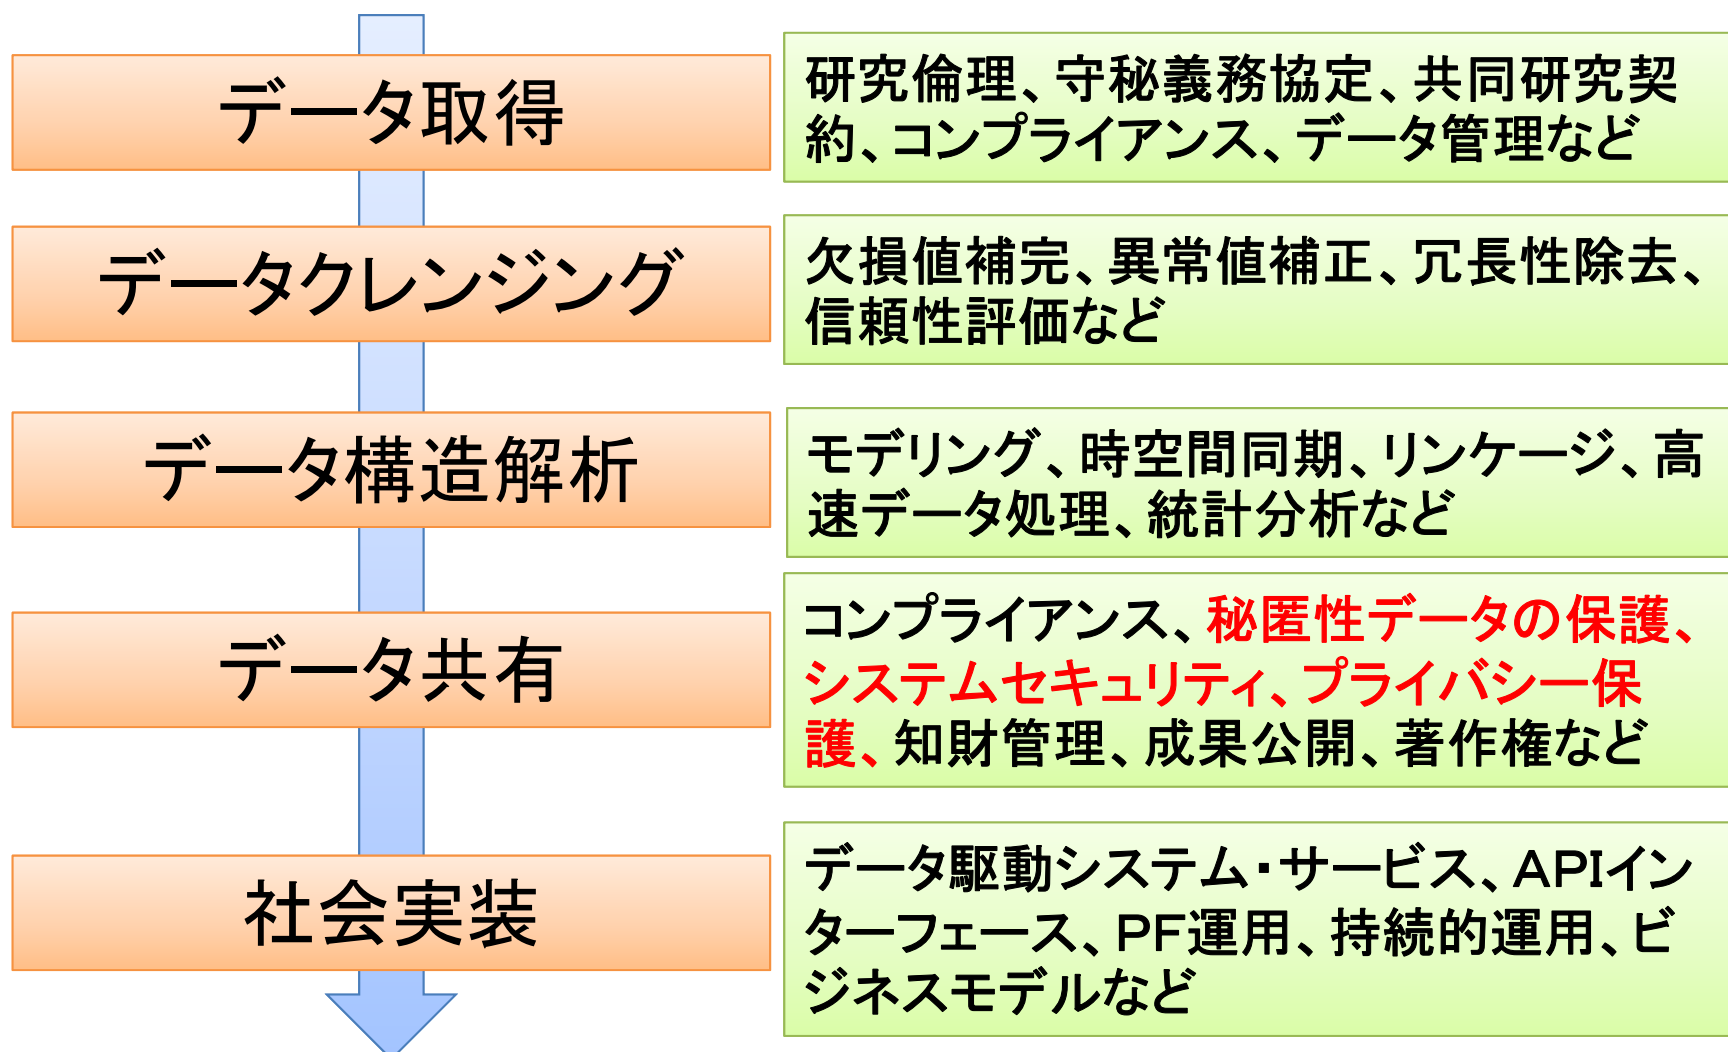 データ取得
研究倫理、守秘義務協定、共同研究契
約、コンプライアンス、データ管理など
データクレンジング
欠損値補完、異常値補正、冗長性除去、
信頼性評価など
データ構造解析
モデリング、時空間同期、リンケージ、高
速データ処理、統計分析など
データ共有
コンプライアンス、秘匿性データの保護、
システムセキュリティ、プライバシー保
護、知財管理、成果公開、著作権など
社会実装
データ駆動システム・サービス、APIイン
ターフェース、PF運用、持続的運用、ビ
ジネスモデルなど